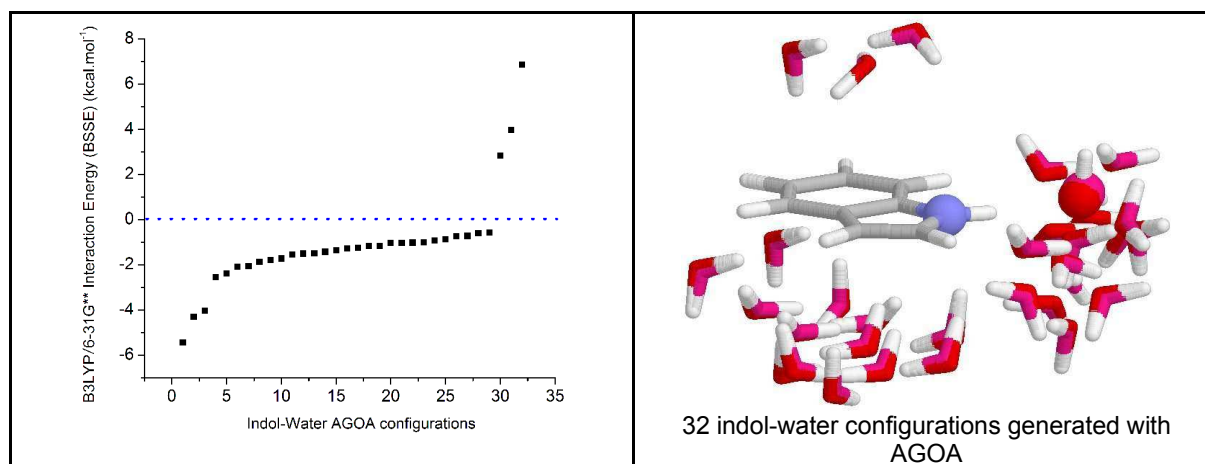 B3LYP/6-31G** Interaction Energy (BSSE) (kcal.mol⁻¹)
8
6
4
2
0
-2
-4
-6
0 5 10 15 20 25 30 35
Indol-Water AGOA configurations
32 indol-water configurations generated with
AGOA